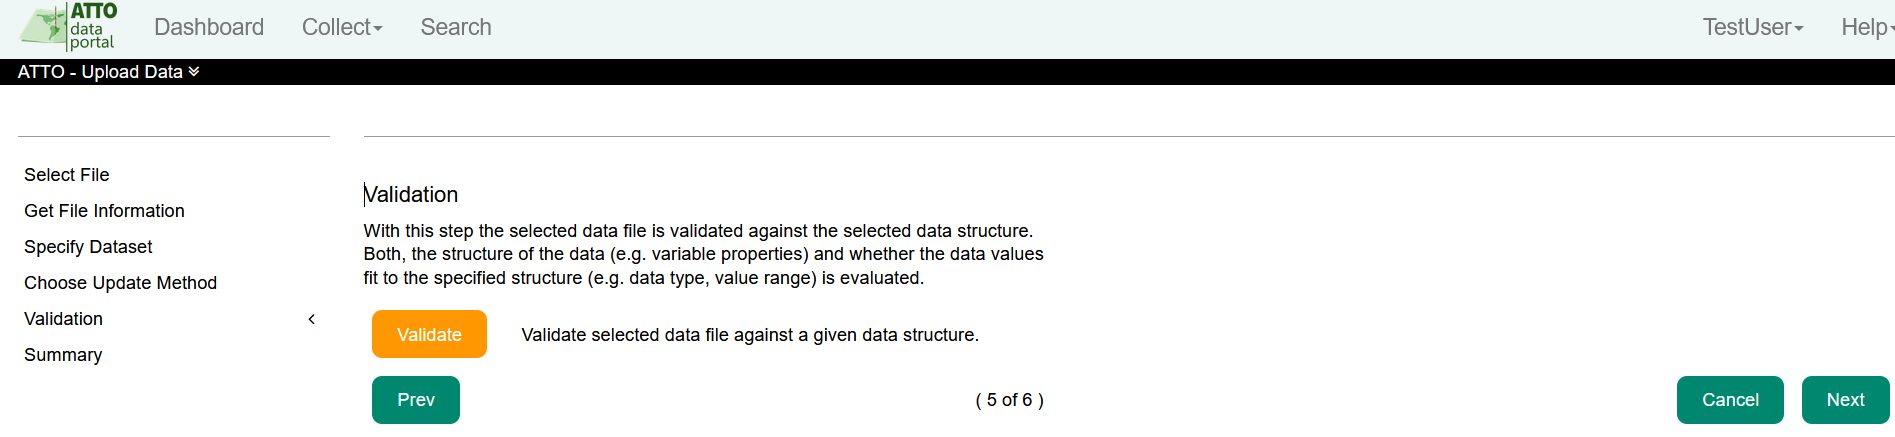 ATTO
data
portal
Dashboard Collect Search TestUser Help
ATTO - Upload Data
Select File
Get File Information
Specify Dataset
Choose Update Method
Validation
Summary
Validation
With this step the selected data file is validated against the selected data structure.
Both, the structure of the data (e.g. variable properties) and whether the data values
fit to the specified structure (e.g. data type, value range) is evaluated.
Validate Validate selected data file against a given data structure.
Prev ( 5 of 6 ) Cancel Next